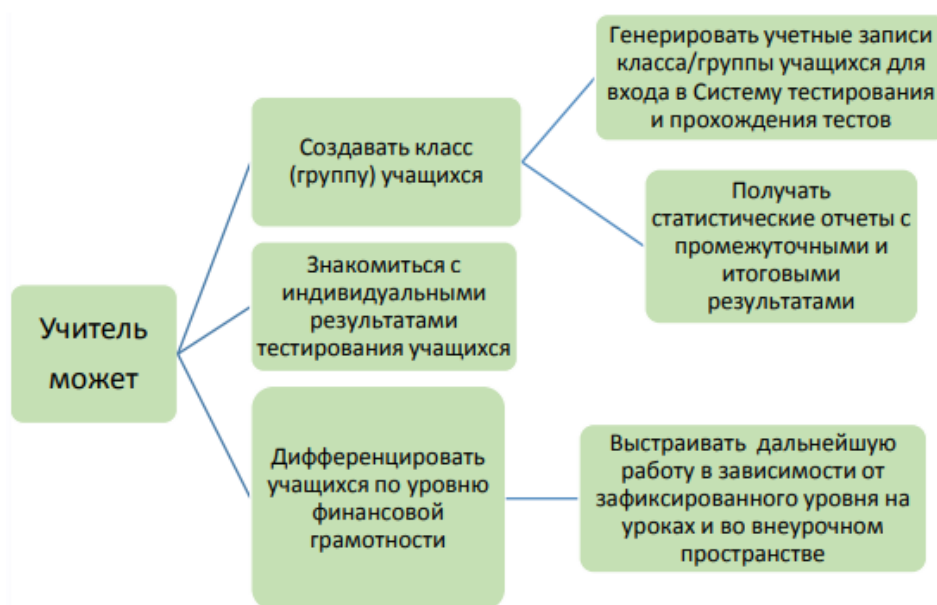 Учитель
может
Создавать класс
(группу) учащихся
Генерировать учетные записи
класса/группы учащихся для
входа в Систему тестирования
и прохождения тестов
Получать
статистические отчеты с
промежуточными и
итоговыми
результатами
Знакомиться с
индивидуальными
результатами
тестирования учащихся
Дифференцировать
учащихся по уровню
финансовой
грамотности
Выстраивать дальнейшую
работу в зависимости от
зафиксированного уровня на
уроках и во внеурочном
пространстве